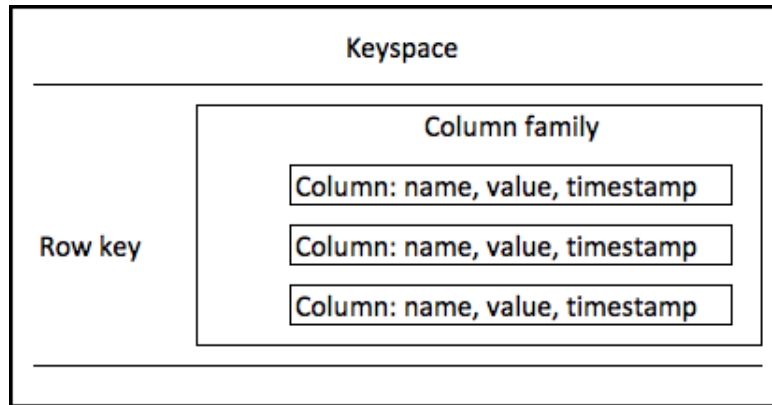 Keyspace
Column family
Column: name, value, timestamp
Row key
Column: name, value, timestamp
Column: name, value, timestamp